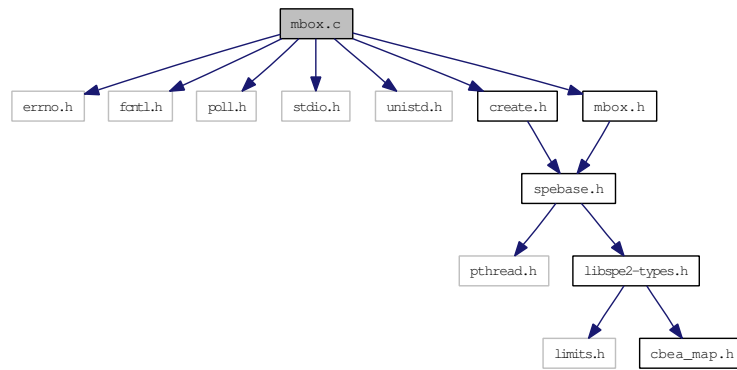 mbox.c
errno.h
fcntl.h
poll.h
stdio.h
unistd.h
create.h
mbox.h
spebase.h
pthread.h
libspe2-types.h
limits.h
cbea_map.h